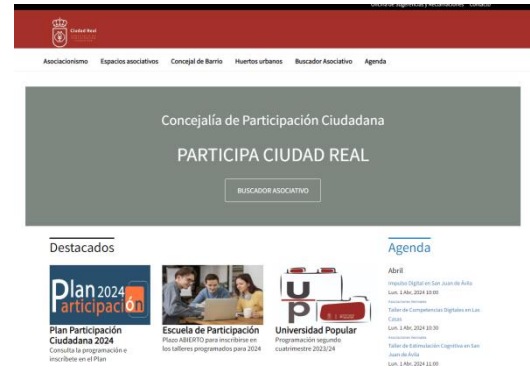 Oficina de Sugerencias y Reclamaciones Contacto
Ciudad Real
Asociacionismo Espacios asociativos Concejal de Barrio Huertos urbanos Buscador Asociativo Agenda
Concejalía de Participación Ciudadana
PARTICIPA CIUDAD REAL
BUSCADOR ASOCIATIVO
Destacados
Plan 2024
Participación
Plan Participación
Ciudadana 2024
Consulta la programación e
inscríbete en el Plan
Escuela de Participación
Plazo ABIERTO para inscribirse en
los talleres programados para 2024
UP
Universidad Popular
Programación segundo
cuatrimestre 2023/24
Agenda
Abril
Impulso Digital en San Juan de Ávila
Lun. 1 Abr, 2024 10:00
Taller de Competencias Digitales en Las
Casas
Lun. 1 Abr, 2024 10:30
Taller de Estimulación Cognitiva en San
Juan de Ávila
Lun. 1 Abr, 2024 11:00